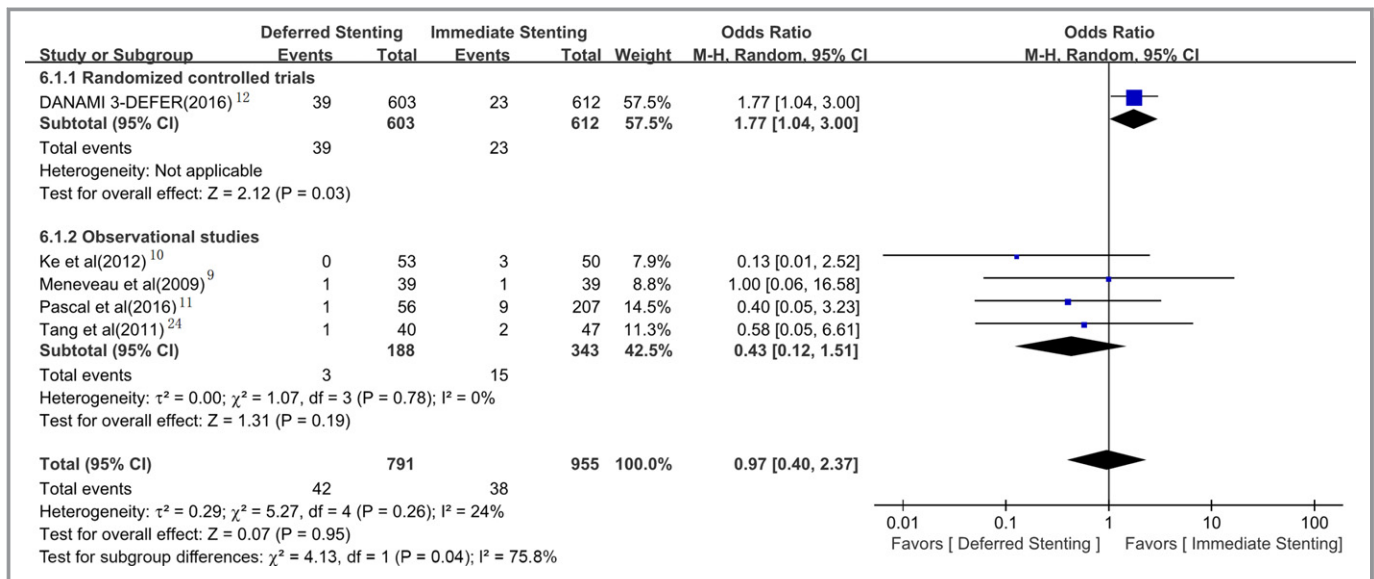 Deferred Stenting Immediate Stenting Odds Ratio Odds Ratio
Study or Subgroup Events Total Events Total Weight M-H, Random, 95% CI M-H, Random, 95% CI
6.1.1 Randomized controlled trials
DANAMI 3-DEFER(2016) 12 39 603 23 612 57.5% 1.77 [1.04, 3.00]
Subtotal (95% CI) 603 612 57.5% 1.77 [1.04, 3.00]
Total events 39 23
Heterogeneity: Not applicable
Test for overall effect: Z = 2.12 (P = 0.03)
6.1.2 Observational studies
Ke et al(2012) 10 0 53 3 50 7.9% 0.13 [0.01, 2.52]
Meneveau et al(2009) 9 1 39 1 39 8.8% 1.00 [0.06, 16.58]
Pascal et al(2016) 11 1 56 9 207 14.5% 0.40 [0.05, 3.23]
Tang et al(2011) 24 1 40 2 47 11.3% 0.58 [0.05, 6.61]
Subtotal (95% CI) 188 343 42.5% 0.43 [0.12, 1.51]
Total events 3 15
Heterogeneity: τ² = 0.00; χ² = 1.07, df = 3 (P = 0.78); I² = 0%
Test for overall effect: Z = 1.31 (P = 0.19)
Total (95% CI) 791 955 100.0% 0.97 [0.40, 2.37]
Total events 42 38
Heterogeneity: τ² = 0.29; χ² = 5.27, df = 4 (P = 0.26); I² = 24%
Test for overall effect: Z = 0.07 (P = 0.95)
Test for subgroup differences: χ² = 4.13, df = 1 (P = 0.04); I² = 75.8%
0.01 0.1 1 10 100
Favors [ Deferred Stenting ] Favors [ Immediate Stenting]